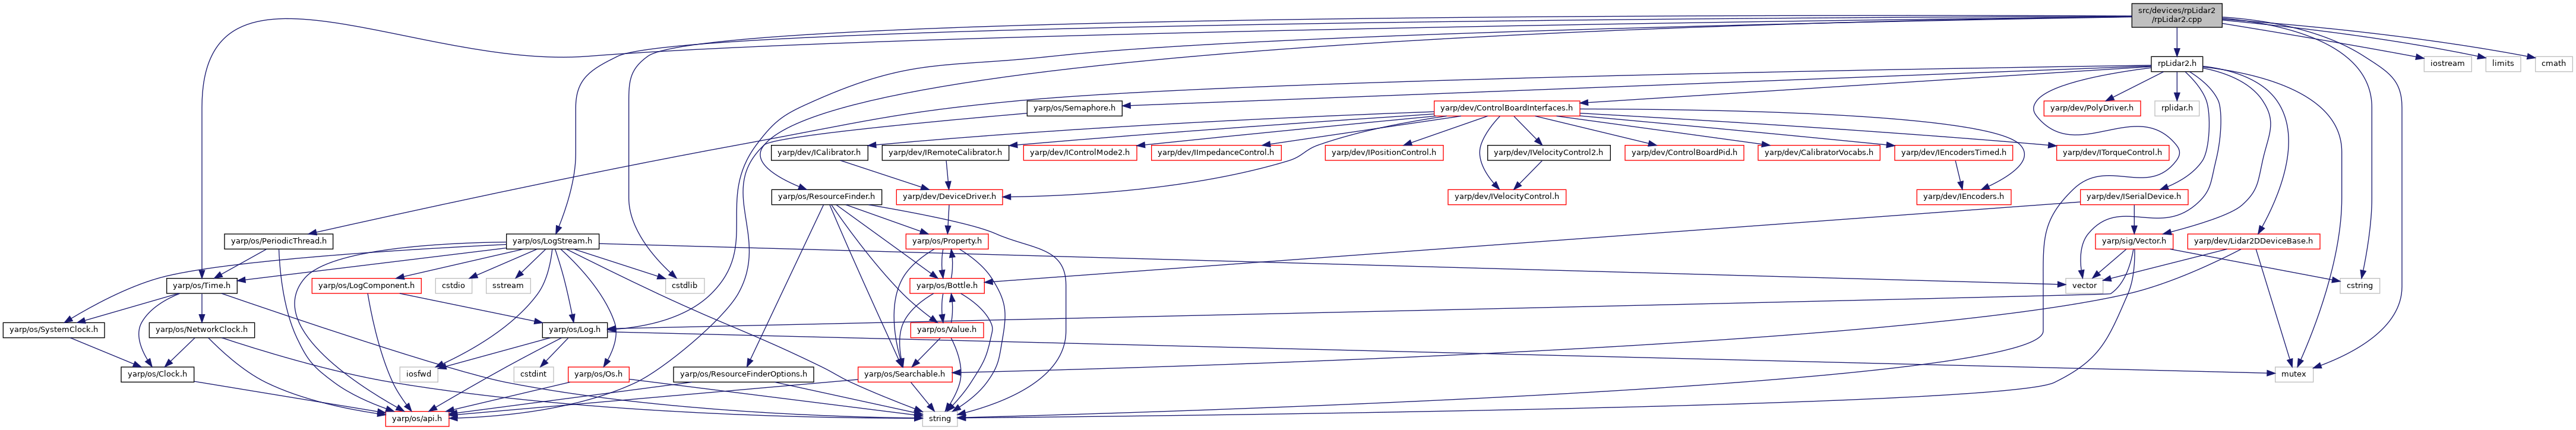 src/devices/rpLidar2
/rpLidar2.cpp
rpLidar2.h
iostream
limits
cmath
yarp/os/Semaphore.h
yarp/dev/ControlBoardInterfaces.h
yarp/dev/PolyDriver.h
rplidar.h
yarp/dev/ICalibrator.h
yarp/dev/IRemoteCalibrator.h
yarp/dev/IControlMode2.h
yarp/dev/IImpedanceControl.h
yarp/dev/IPositionControl.h
yarp/dev/IVelocityControl2.h
yarp/dev/ControlBoardPid.h
yarp/dev/CalibratorVocabs.h
yarp/dev/IEncodersTimed.h
yarp/dev/ITorqueControl.h
yarp/os/ResourceFinder.h
yarp/dev/DeviceDriver.h
yarp/dev/IVelocityControl.h
yarp/dev/IEncoders.h
yarp/dev/ISerialDevice.h
yarp/os/PeriodicThread.h
yarp/os/LogStream.h
yarp/os/Property.h
yarp/sig/Vector.h
yarp/dev/Lidar2DDeviceBase.h
yarp/os/Time.h
yarp/os/LogComponent.h
cstdio
sstream
cstdlib
yarp/os/Bottle.h
vector
cstring
yarp/os/SystemClock.h
yarp/os/NetworkClock.h
yarp/os/Log.h
yarp/os/Value.h
yarp/os/Clock.h
iosfwd
cstdint
yarp/os/Os.h
yarp/os/ResourceFinderOptions.h
yarp/os/Searchable.h
mutex
yarp/os/api.h
string